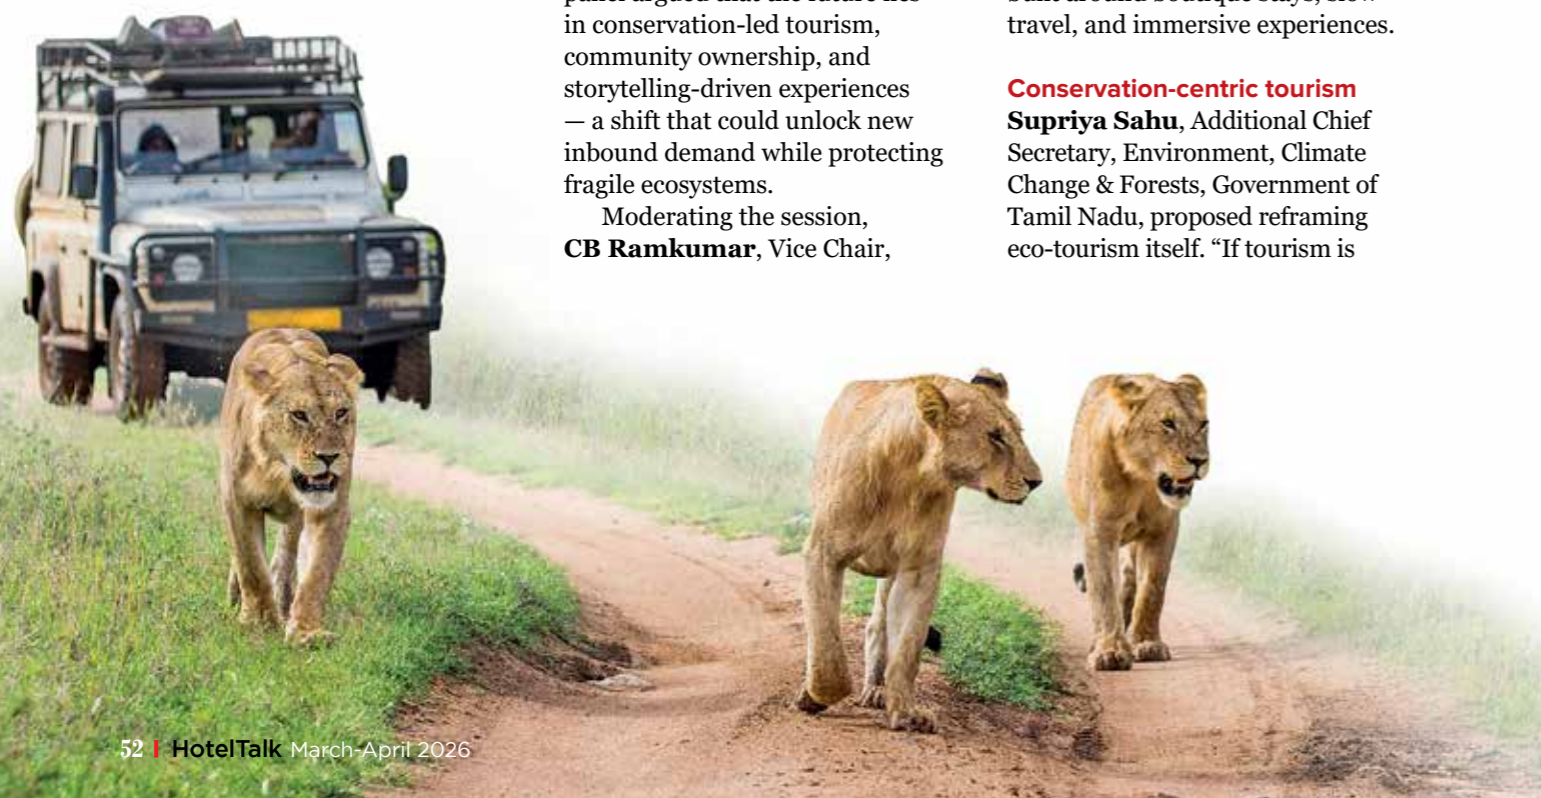 in conservation-led tourism,
community ownership, and
storytelling-driven experiences
— a shift that could unlock new
inbound demand while protecting
fragile ecosystems.
Moderating the session,
CB Ramkumar, Vice Chair,
travel, and immersive experiences.
Conservation-centric tourism
Supriya Sahu, Additional Chief
Secretary, Environment, Climate
Change & Forests, Government of
Tamil Nadu, proposed reframing
eco-tourism itself. “If tourism is
52 | HotelTalk March-April 2026